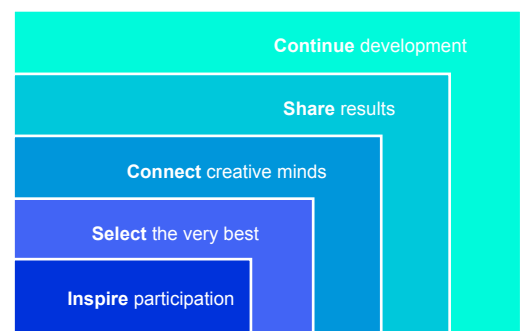 Continue development
Share results
Connect creative minds
Select the very best
Inspire participation